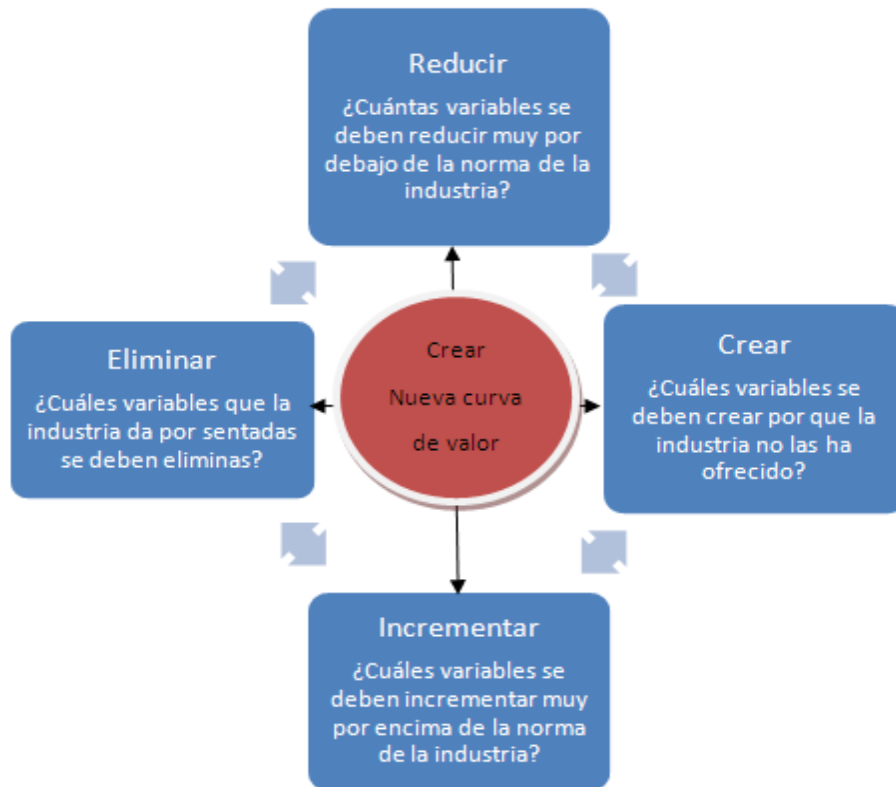 Reducir
¿Cuántas variables se
deben reducir muy por
debajo de la norma de la
industria?
Eliminar
¿Cuáles variables que la
industria da por sentadas
se deben eliminas?
Crear
Nueva curva
de valor
Crear
¿Cuáles variables se
deben crear por que la
industria no las ha
ofrecido?
Incrementar
¿Cuáles variables se
deben incrementar muy
por encima de la norma
de la industria?